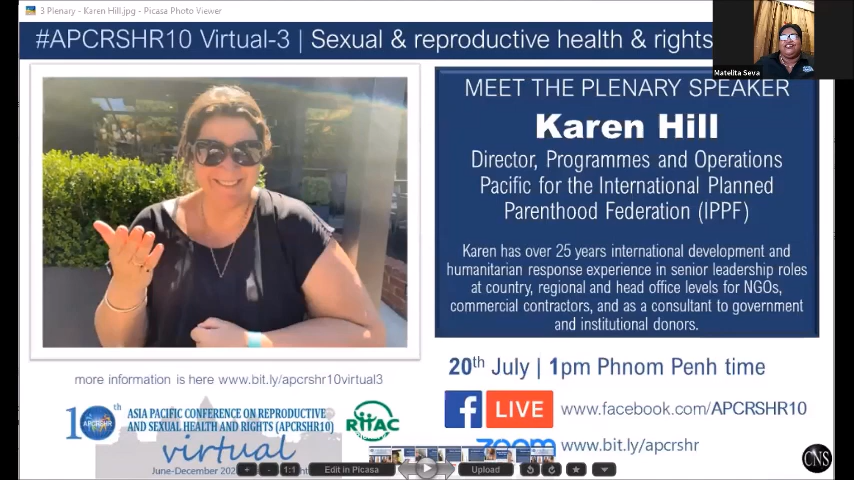 3 Plenary - Karen Hill.jpg - Picasa Photo Viewer
#APCRSHR10 Virtual-3 | Sexual & reproductive health & rights
Matelita Seva
MEET THE PLENARY SPEAKER
Karen Hill
Director, Programmes and Operations
Pacific for the International Planned
Parenthood Federation (IPPF)
Karen has over 25 years international development and
humanitarian response experience in senior leadership roles
at country, regional and head office levels for NGOs,
commercial contractors, and as a consultant to government
and institutional donors.
20th July | 1pm Phnom Penh time
more information is here www.bit.ly/apcrshr10virtual3
LIVE www.facebook.com/APCRSHR10
zoom www.bit.ly/apcrshr
10th ASIA PACIFIC CONFERENCE ON REPRODUCTIVE
AND SEXUAL HEALTH AND RIGHTS (APCRSHR10)
virtual
June-December 202
RHAC
1:1 Edit in Picasa Upload
CNS